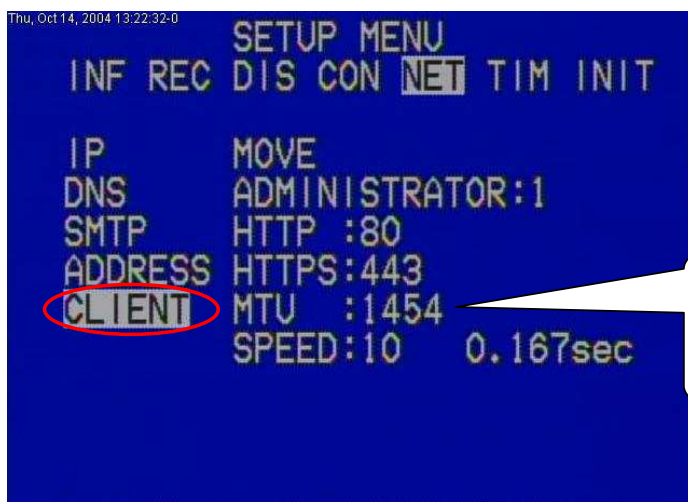 Thu, Oct 14, 2004 13:22:32-0
SETUP MENU
INF REC DIS CON NET TIM INIT
IP MOVE
DNS ADMINISTRATOR:1
SMTP HTTP :80
ADDRESS HTTPS:443
CLIENT MTU :1454
SPEED:10 0.167sec